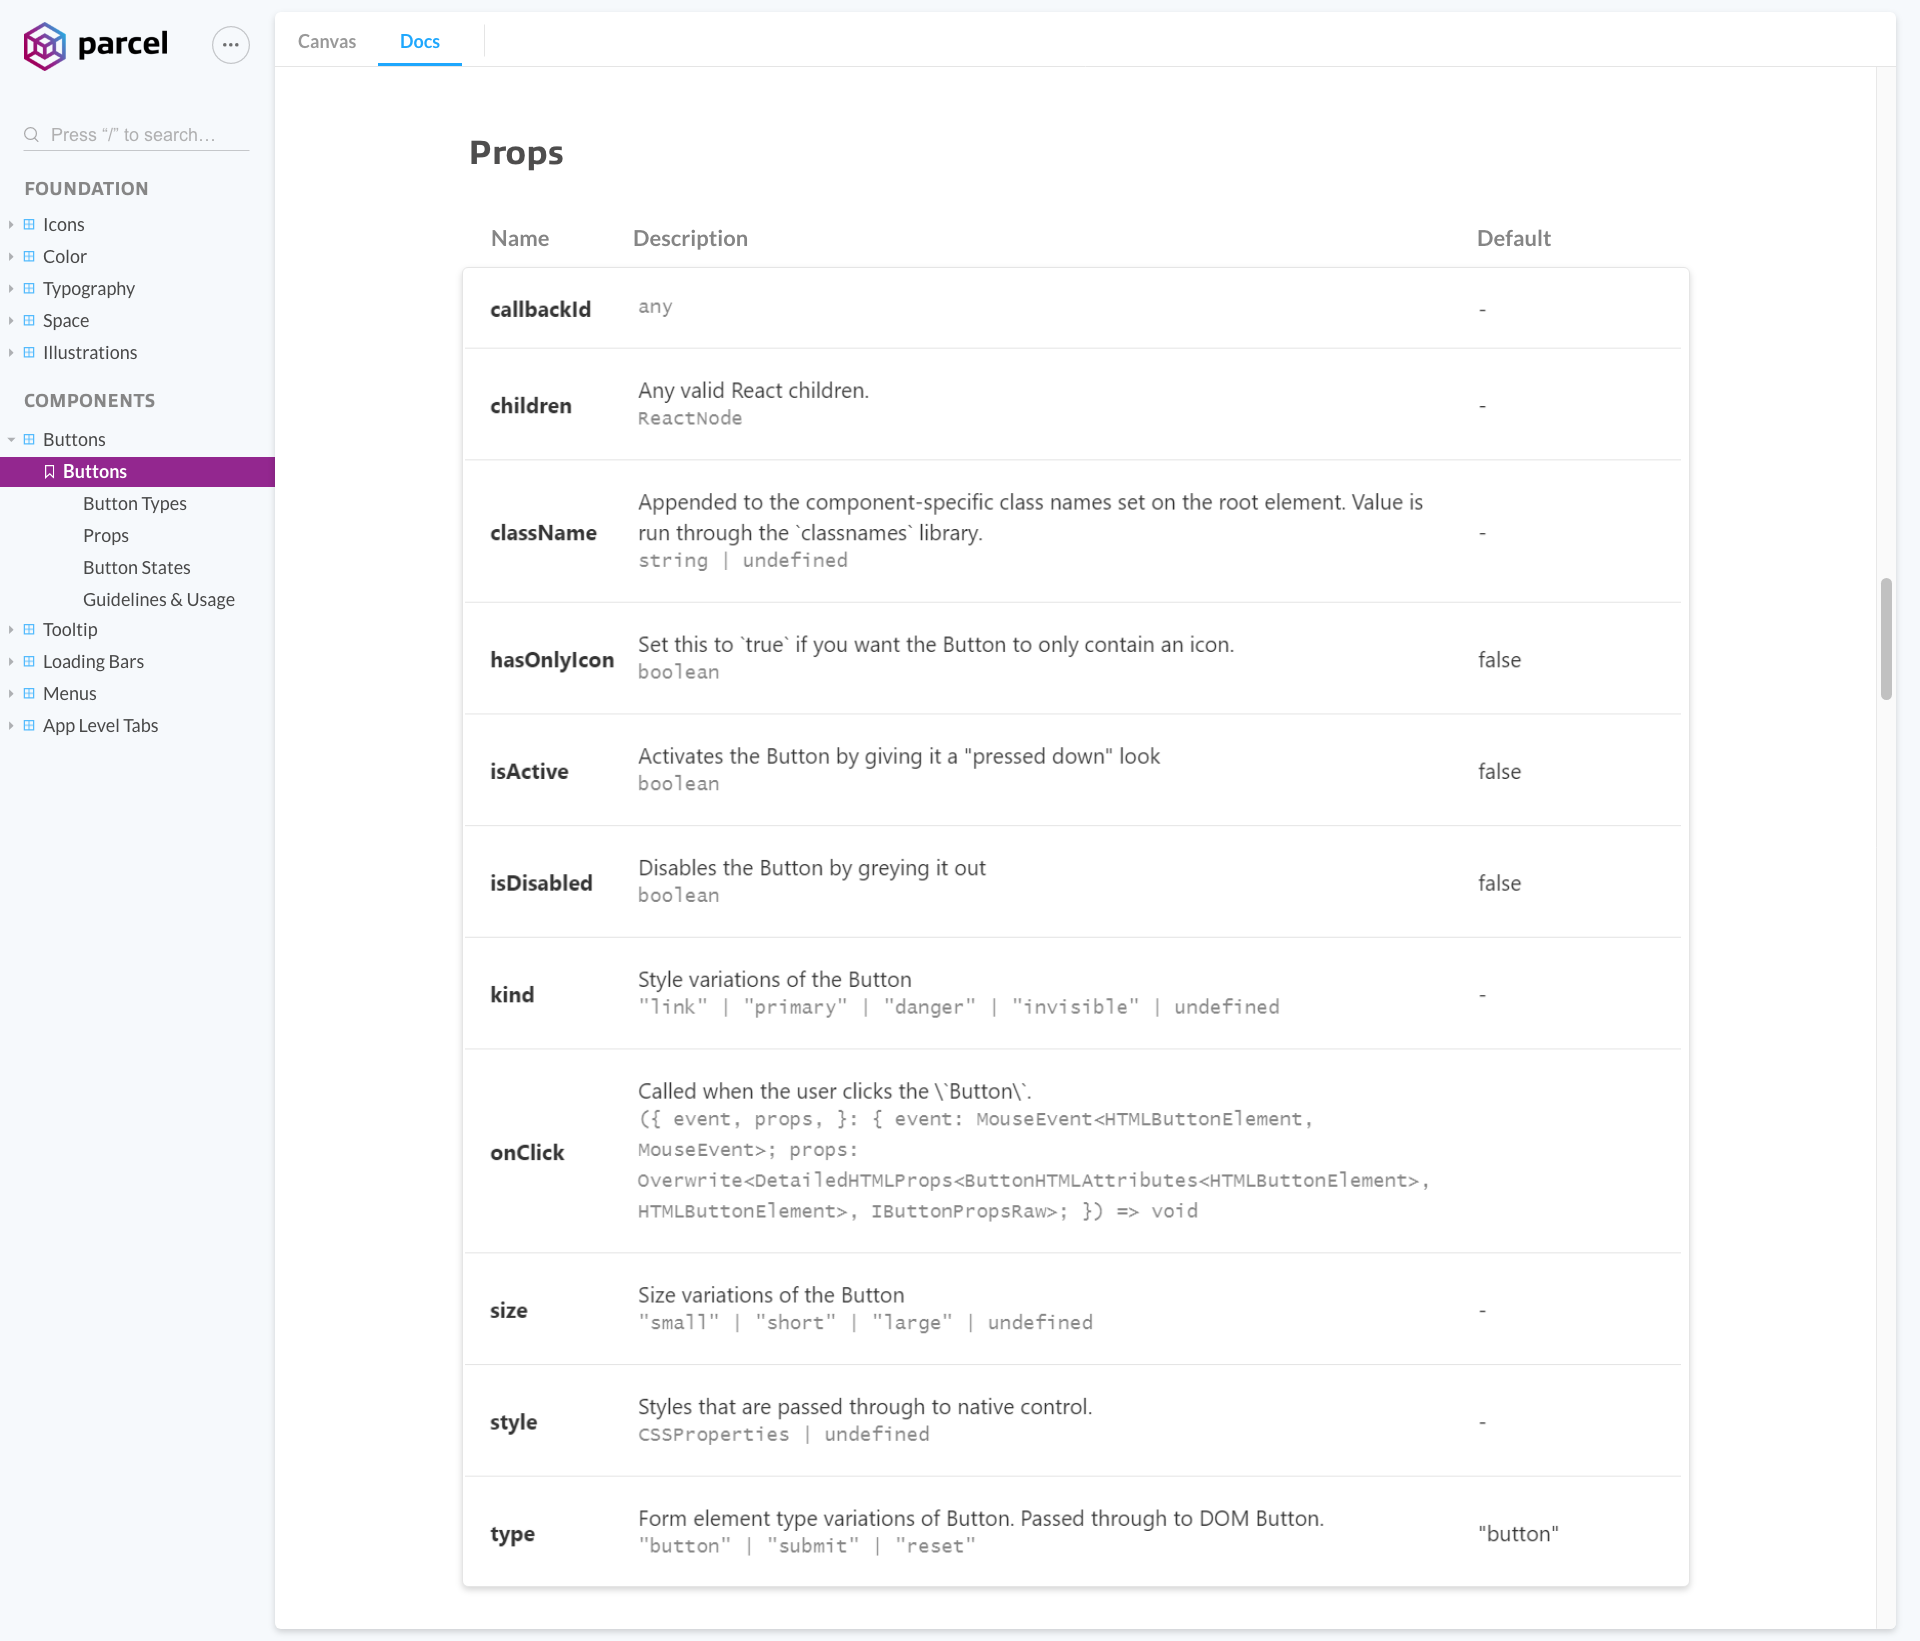 parcel
Canvas
Docs
Press “/” to search…
FOUNDATION
Icons
Color
Typography
Space
Illustrations
COMPONENTS
Buttons
Buttons
Button Types
Props
Button States
Guidelines & Usage
Tooltip
Loading Bars
Menus
App Level Tabs
Props
Name Description Default
callbackId any -
children Any valid React children. -
ReactNode
className Appended to the component-specific class names set on the root element. Value is -
run through the `classnames` library.
string | undefined
hasOnlyIcon Set this to `true` if you want the Button to only contain an icon. false
boolean
isActive Activates the Button by giving it a "pressed down" look false
boolean
isDisabled Disables the Button by greying it out false
boolean
kind Style variations of the Button -
"link" | "primary" | "danger" | "invisible" | undefined
onClick Called when the user clicks the \`Button\`.
({ event, props, }: { event: MouseEvent<HTMLButtonElement,
MouseEvent>; props:
Overwrite<DetailedHTMLProps<ButtonHTMLAttributes<HTMLButtonElement>,
HTMLButtonElement>, IButtonPropsRaw>; }) => void
size Size variations of the Button -
"small" | "short" | "large" | undefined
style Styles that are passed through to native control. -
CSSProperties | undefined
type Form element type variations of Button. Passed through to DOM Button. "button"
"button" | "submit" | "reset"